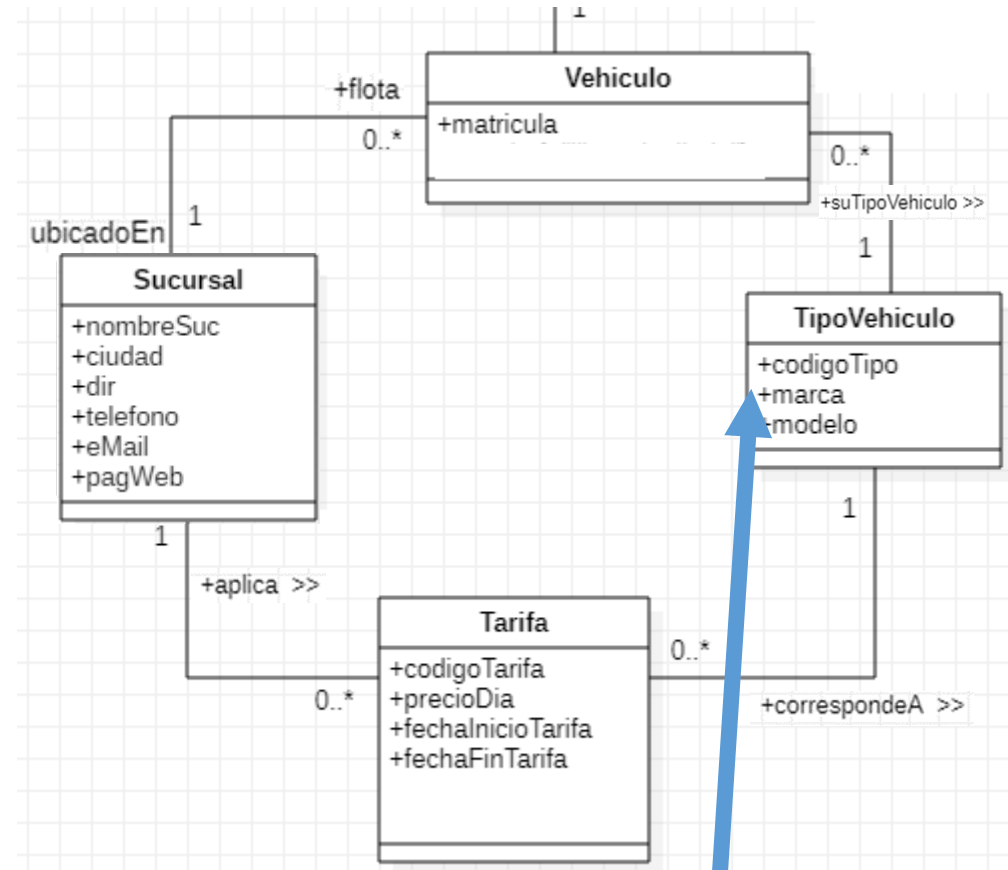 1
Vehiculo
+matricula
+flota
0..*
0..*
+suTipoVehiculo >>
1
ubicadoEn
1
Sucursal
+nombreSuc
+ciudad
+dir
+telefono
+eMail
+pagWeb
TipoVehiculo
+codigoTipo
+marca
+modelo
1
+aplica >>
0..*
Tarifa
+codigoTarifa
+precioDia
+fechaInicioTarifa
+fechaFinTarifa
0..*
1
+correspondeA >>